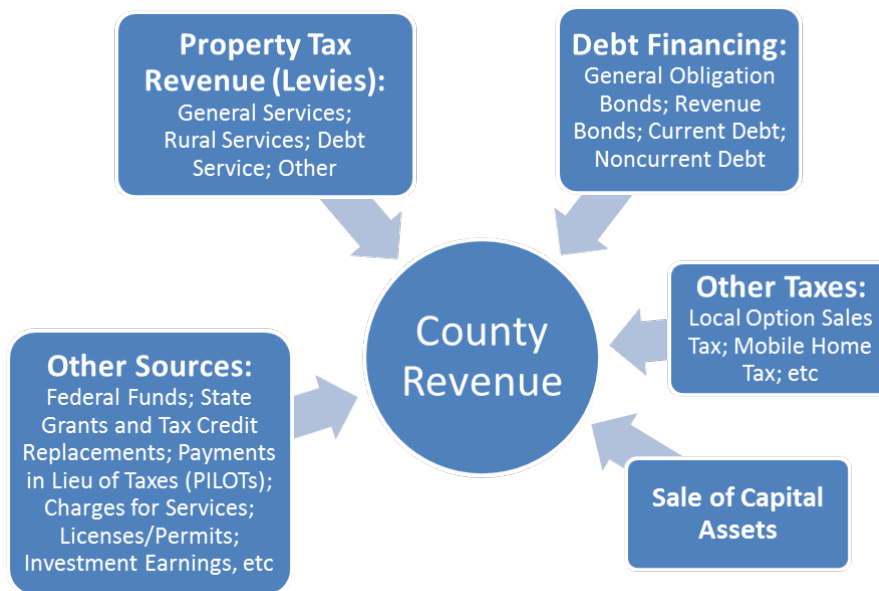 Property Tax
Revenue (Levies):
General Services;
Rural Services; Debt
Service; Other
Debt Financing:
General Obligation
Bonds; Revenue
Bonds; Current Debt;
Noncurrent Debt
County
Revenue
Other Taxes:
Local Option Sales
Tax; Mobile Home
Tax; etc
Other Sources:
Federal Funds; State
Grants and Tax Credit
Replacements; Payments
in Lieu of Taxes (PILOTs);
Charges for Services;
Licenses/Permits;
Investment Earnings, etc
Sale of Capital
Assets